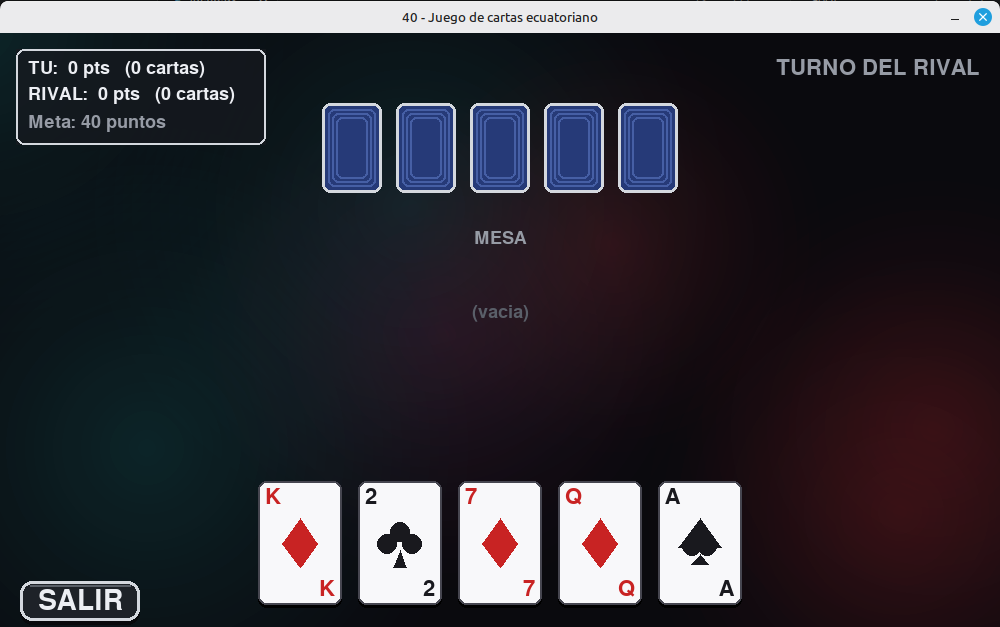 40 - Juego de cartas ecuatoriano
TU: 0 pts (0 cartas)
RIVAL: 0 pts (0 cartas)
Meta: 40 puntos
TURNO DEL RIVAL
MESA
(vacia)
K 2 7 Q A
K 2 7 Q A
SALIR